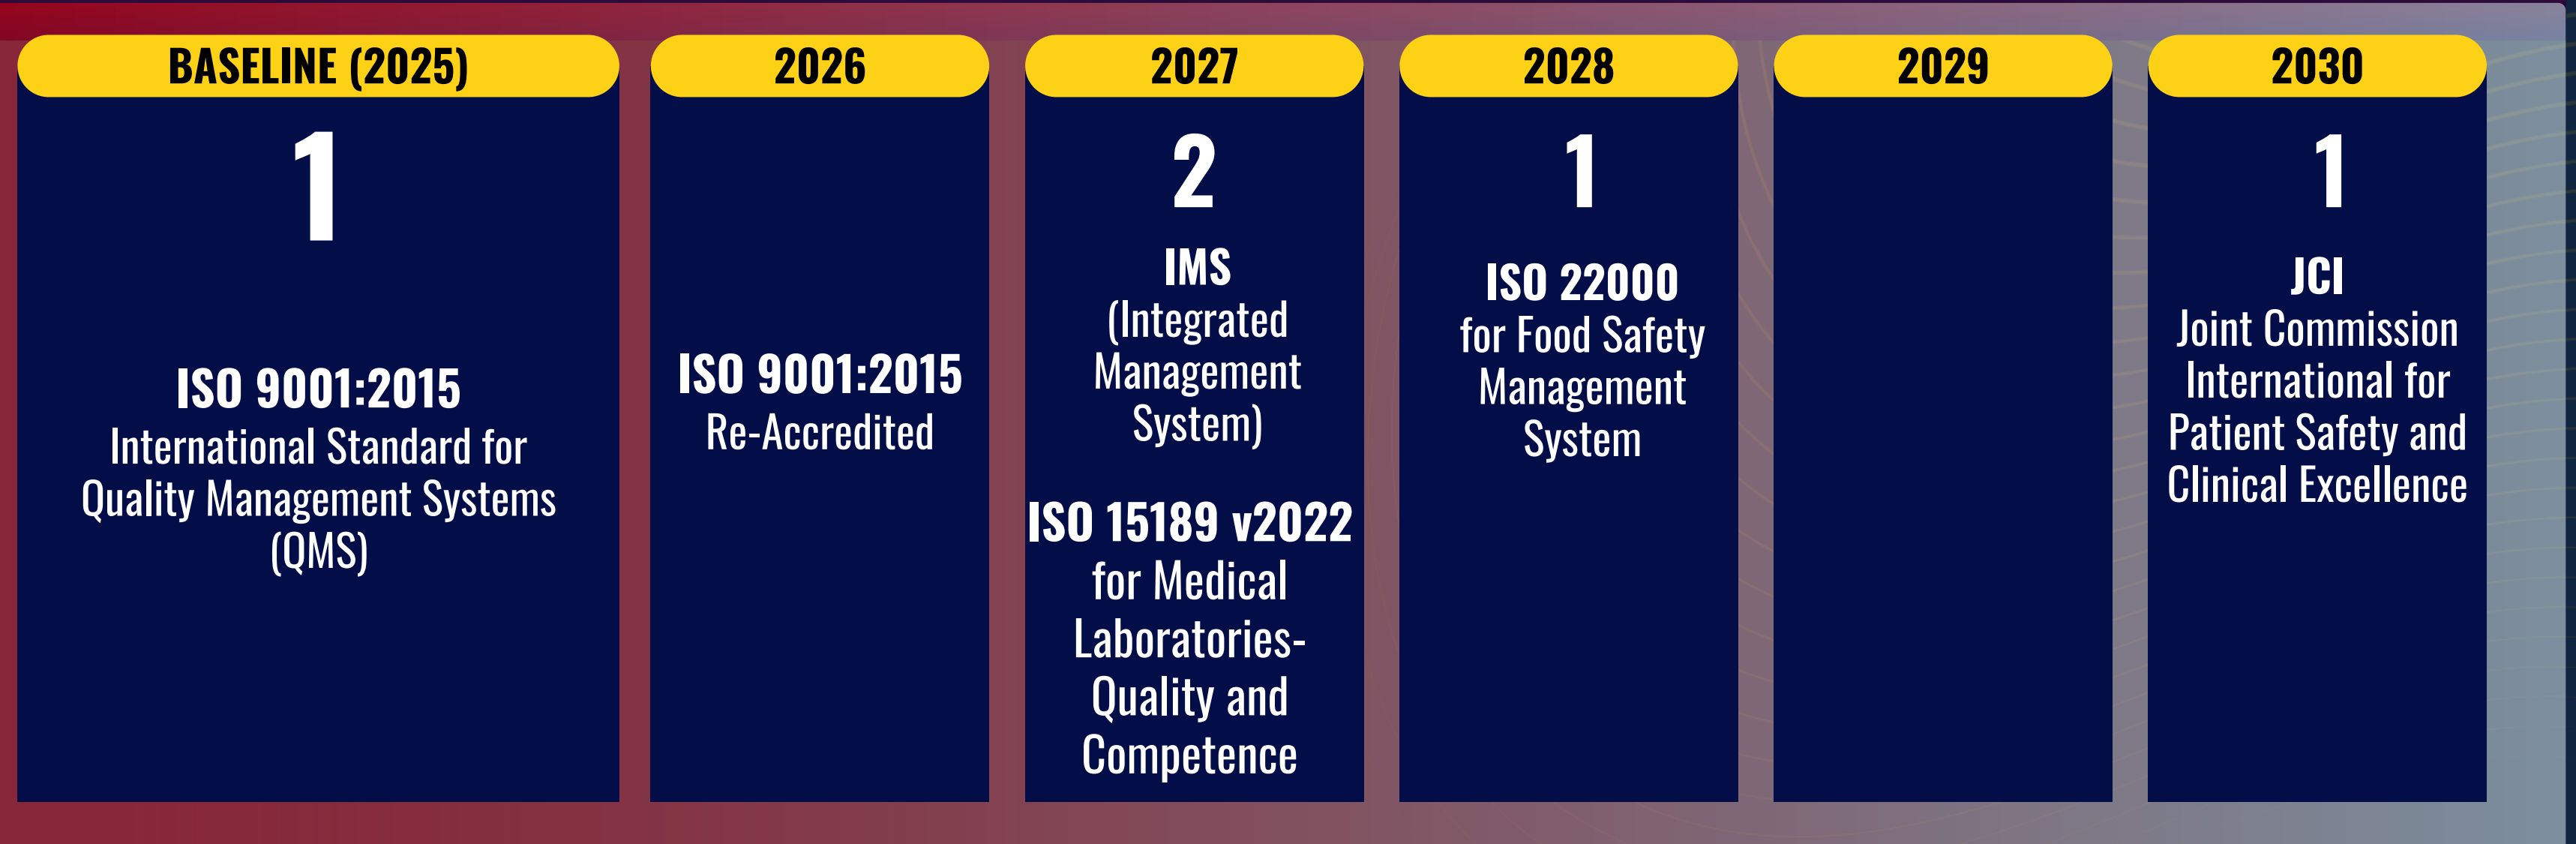 BASELINE (2025)
1
ISO 9001:2015
International Standard for
Quality Management Systems
(QMS)
2026
ISO 9001:2015
Re-Accredited
2027
2
IMS
(Integrated
Management
System)
ISO 15189 v2022
for Medical
Laboratories-
Quality and
Competence
2028
1
ISO 22000
for Food Safety
Management
System
2029
2030
1
JCI
Joint Commission
International for
Patient Safety and
Clinical Excellence